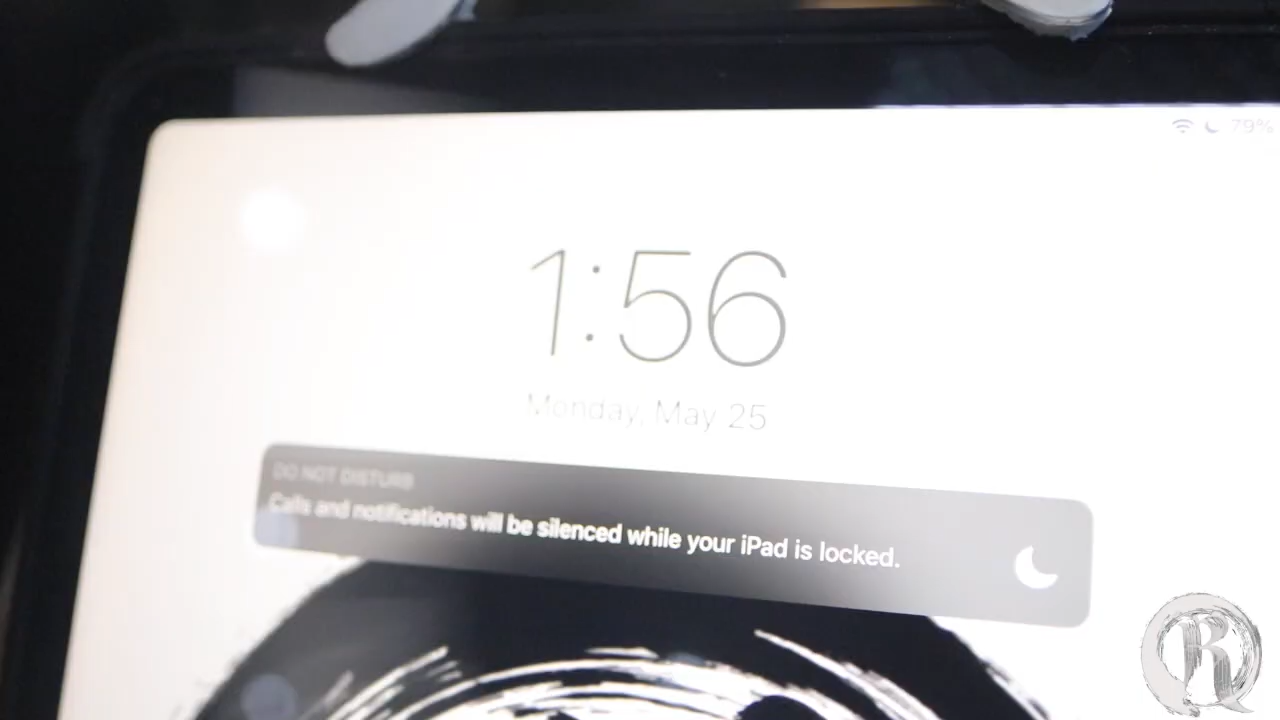 79%
1:56
Monday, May 25
DO NOT DISTURB
Calls and notifications will be silenced while your iPad is locked.
R